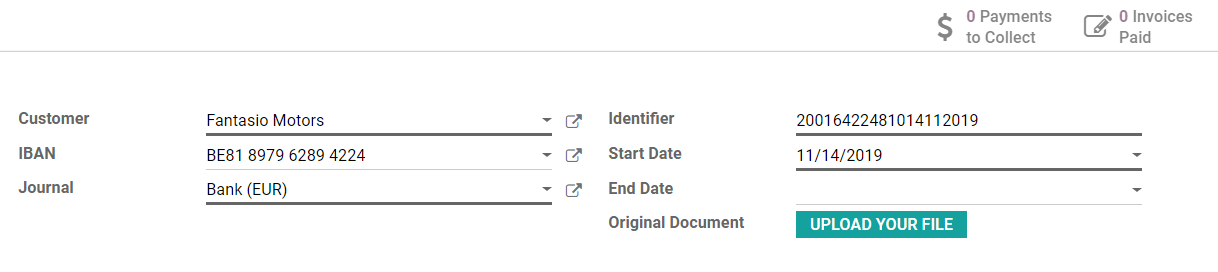 0 Payments
to Collect
0 Invoices
Paid
Customer
Fantasio Motors
IBAN
BE81 8979 6289 4224
Journal
Bank (EUR)
Identifier
20016422481014112019
Start Date
11/14/2019
End Date
Original Document
UPLOAD YOUR FILE